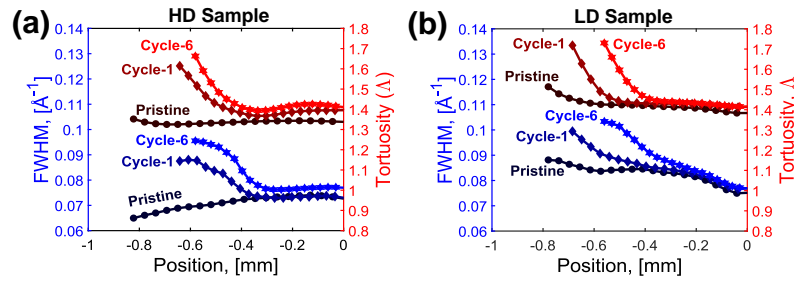 (a)
HD Sample
FWHM, [Å⁻¹]
0.14
0.13
0.12
0.11
0.1
0.09
0.08
0.07
0.06
Cycle-6
Cycle-1
Pristine
Cycle-6
Cycle-1
Pristine
1.8
1.7
1.6
1.5
1.4
1.3
1.2
1.1
1
0.9
0.8
Tortuosity (Λ)
-1
-0.8
-0.6
-0.4
-0.2
0
Position, [mm]
(b)
LD Sample
FWHM, [Å⁻¹]
0.14
0.13
0.12
0.11
0.1
0.09
0.08
0.07
0.06
Cycle-1
Cycle-6
Pristine
Cycle-6
Cycle-1
Pristine
1.8
1.7
1.6
1.5
1.4
1.3
1.2
1.1
1
0.9
0.8
Tortuosity, Λ
-1
-0.8
-0.6
-0.4
-0.2
0
Position, [mm]